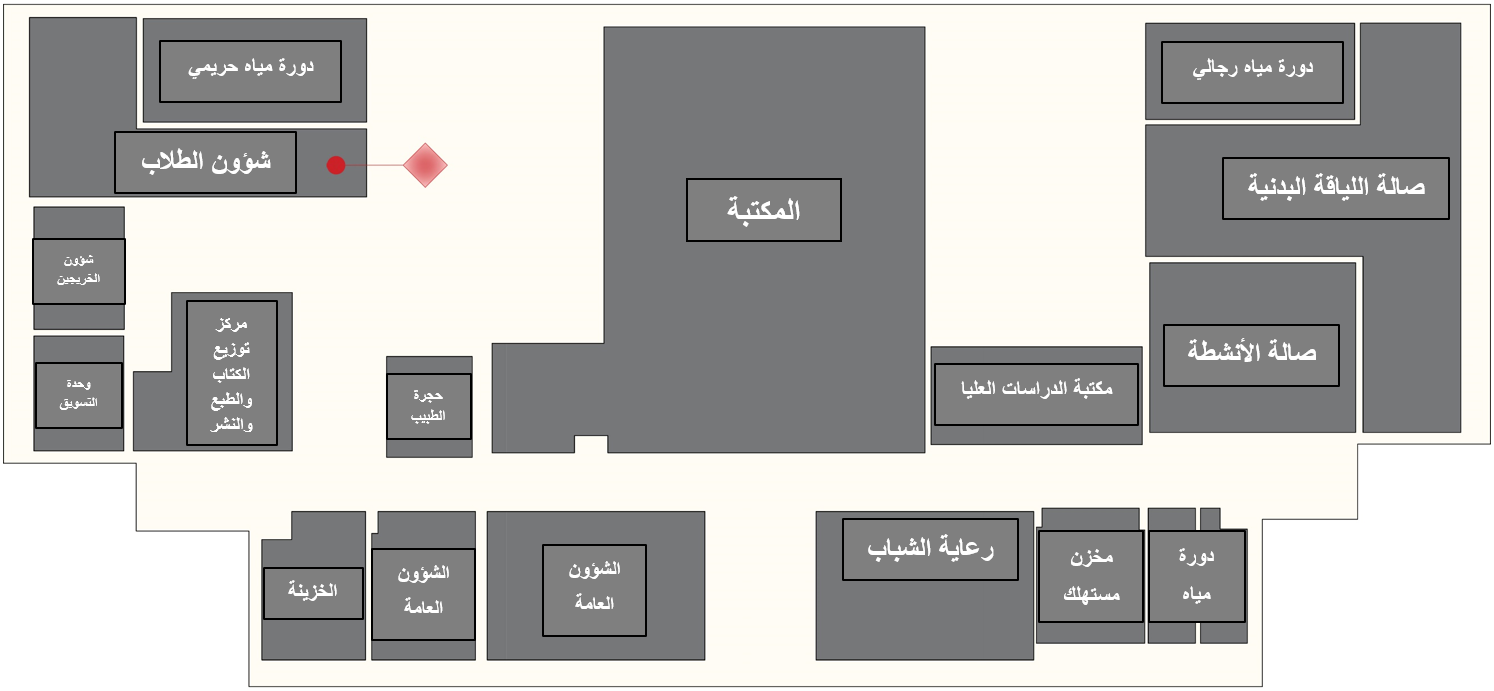 دورة مياه رجالي
دورة مياه حريمي
شؤون الطلاب
صالة اللياقة البدنية
المكتبة
شؤون
الخريجين
مركز
توزيع
الكتاب
والطبع
والنشر
صالة الأنشطة
مكتبة الدراسات العليا
حجرة
الطبيب
وحدة
التسويق
دورة
مياه
مخزن
مستهلك
رعاية الشباب
الشؤون
العامة
الشؤون
العامة
الخزينة